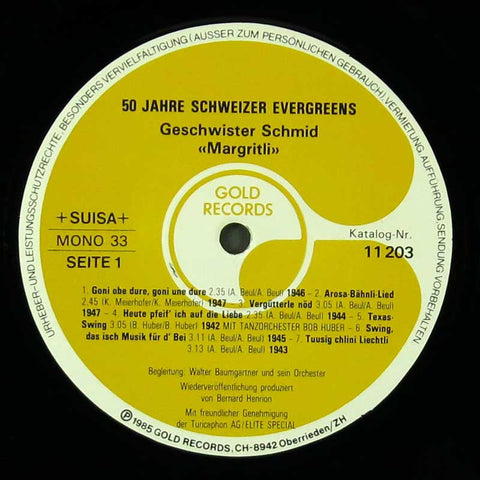 URHEBER-UND LEISTUNGSSCHUTZRECHTE, BESONDERS VERVIELFÄLTIGUNG (AUSSER ZUM PERSÖNLICHEN GEBRAUCH), VERMIETUNG, AUFFÜHRUNG, SENDUNG VORBEHALTEN
50 JAHRE SCHWEIZER EVERGREENS
Geschwister Schmid
«Margritli»
GOLD
RECORDS
+SUISA+
MONO 33
SEITE 1
Katalog-Nr.
11 203
1. Goni obe dure, goni une dure 2.35 (A. Beul/A. Beul) 1946 – 2. Arosa-Bähnli-Lied
2,45 (K. Meierhofer/K. Meierhofer) 1947 – 3. Vergütterle nöd 3.05 (A. Beul/A. Beul)
1947 – 4. Heute pfeif' ich auf die Liebe 2.35 (A. Beul/A. Beul) 1944 – 5. Texas-
Swing 3.05 (B. Huber/B. Huber) 1942 MIT TANZORCHESTER BOB HUBER – 6. Swing,
das isch Musik für d' Bei 3.11 (A. Beul/A. Beul) 1945 – 7. Tuusig chlini Liechtli
3.13 (A. Beul/A. Beul) 1943
Begleitung: Walter Baumgartner und sein Orchester
Wiederveröffentlichung produziert
von Bernard Henrion
Mit freundlicher Genehmigung
der Turicaphon AG/ELITE SPECIAL
Ⓟ1985 GOLD RECORDS, CH-8942 Oberrieden/ZH